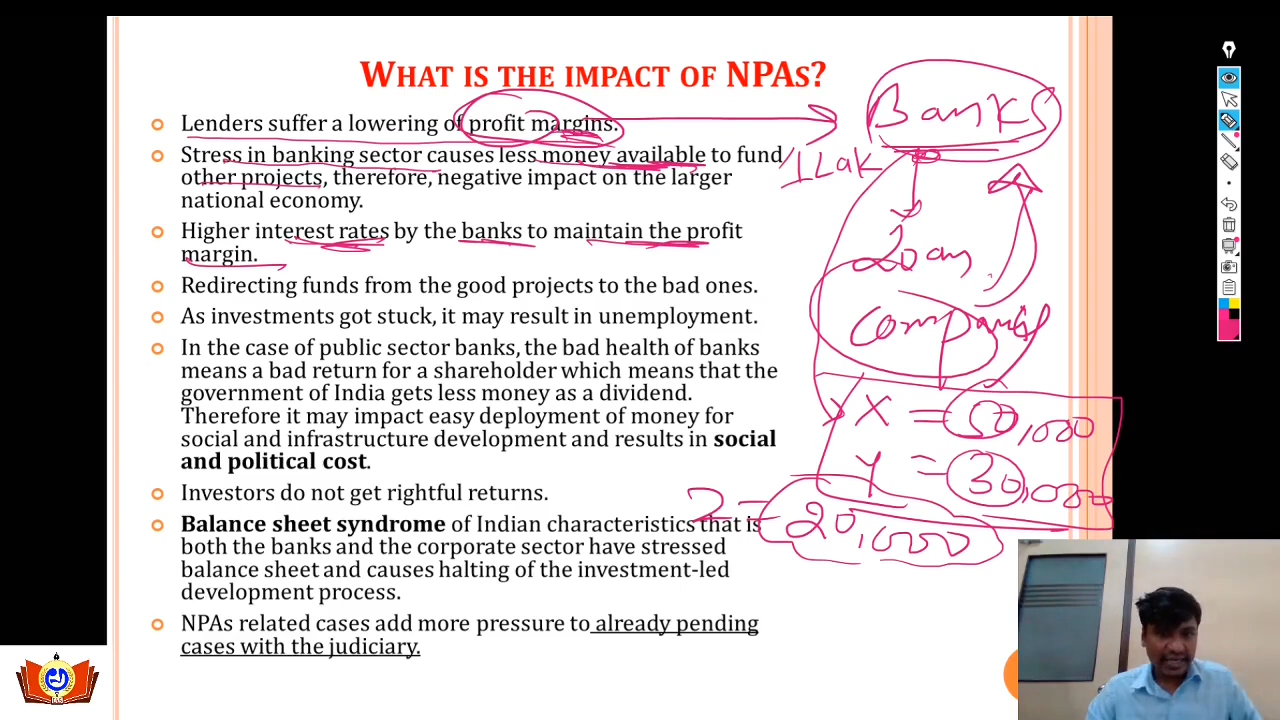 WHAT IS THE IMPACT OF NPAS?
Lenders suffer a lowering of profit margins.
Stress in banking sector causes less money available to fund
other projects, therefore, negative impact on the larger
national economy.
Higher interest rates by the banks to maintain the profit
margin.
Redirecting funds from the good projects to the bad ones.
As investments got stuck, it may result in unemployment.
In the case of public sector banks, the bad health of banks
means a bad return for a shareholder which means that the
government of India gets less money as a dividend.
Therefore it may impact easy deployment of money for
social and infrastructure development and results in social
and political cost.
Investors do not get rightful returns.
Balance sheet syndrome of Indian characteristics that is
both the banks and the corporate sector have stressed
balance sheet and causes halting of the investment-led
development process.
NPAs related cases add more pressure to already pending
cases with the judiciary.
Banks
1 Lak
Loan
X = 50,000
Y = 30,000
Z = 20,000